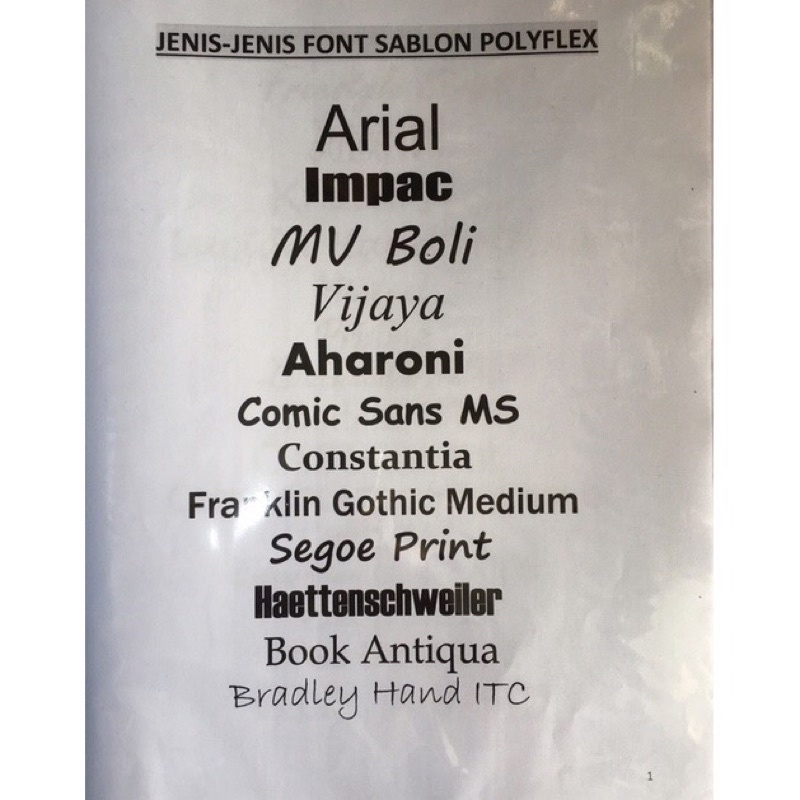 JENIS-JENIS FONT SABLON POLYFLEX
Arial
Impac
MV Boli
Vijaya
Aharoni
Comic Sans MS
Constantia
Franklin Gothic Medium
Segoe Print
Haettenschweiler
Book Antiqua
Bradley Hand ITC
1